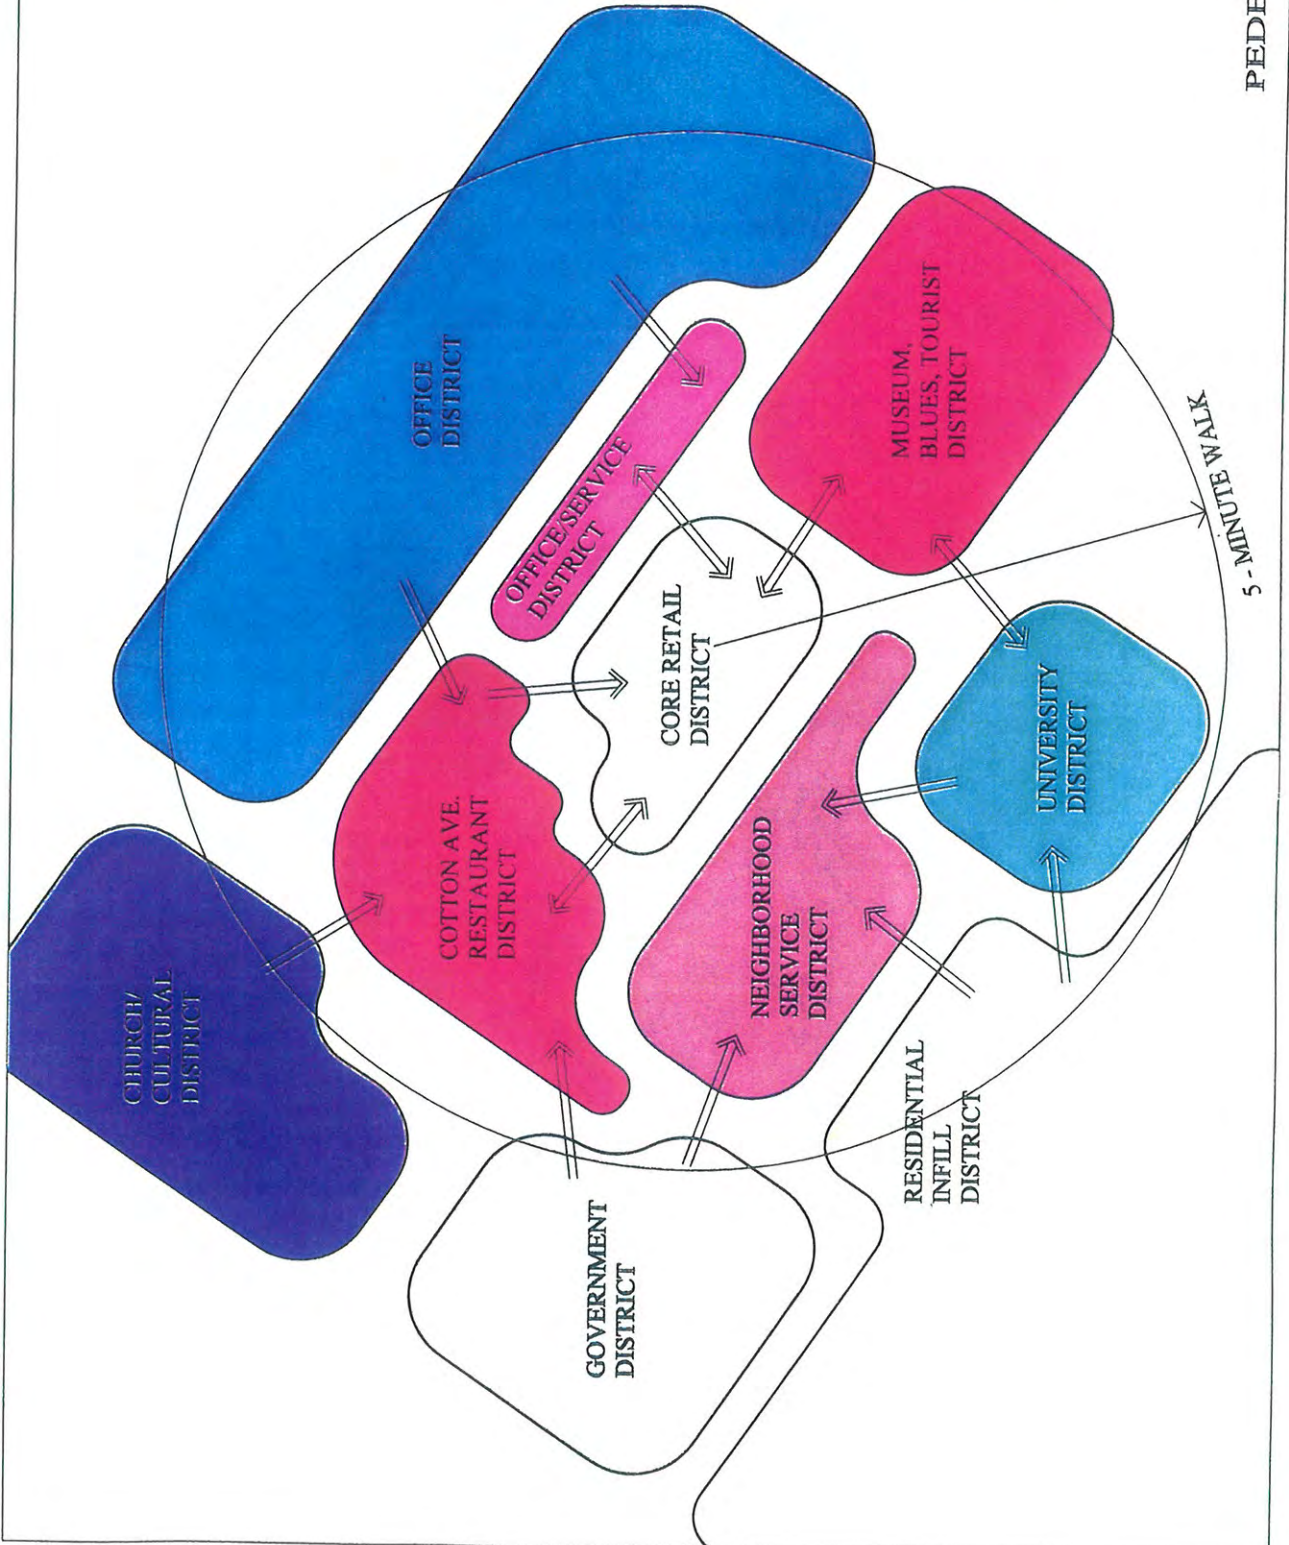 CHURCH/
CULTURAL
DISTRICT
OFFICE
DISTRICT
COTTON AVE.
RESTAURANT
DISTRICT
OFFICE/SERVICE
DISTRICT
GOVERNMENT
DISTRICT
CORE RETAIL
DISTRICT
NEIGHBORHOOD
SERVICE
DISTRICT
MUSEUM,
BLUES, TOURIST
DISTRICT
RESIDENTIAL
INFILL
DISTRICT
UNIVERSITY
DISTRICT
5 - MINUTE WALK